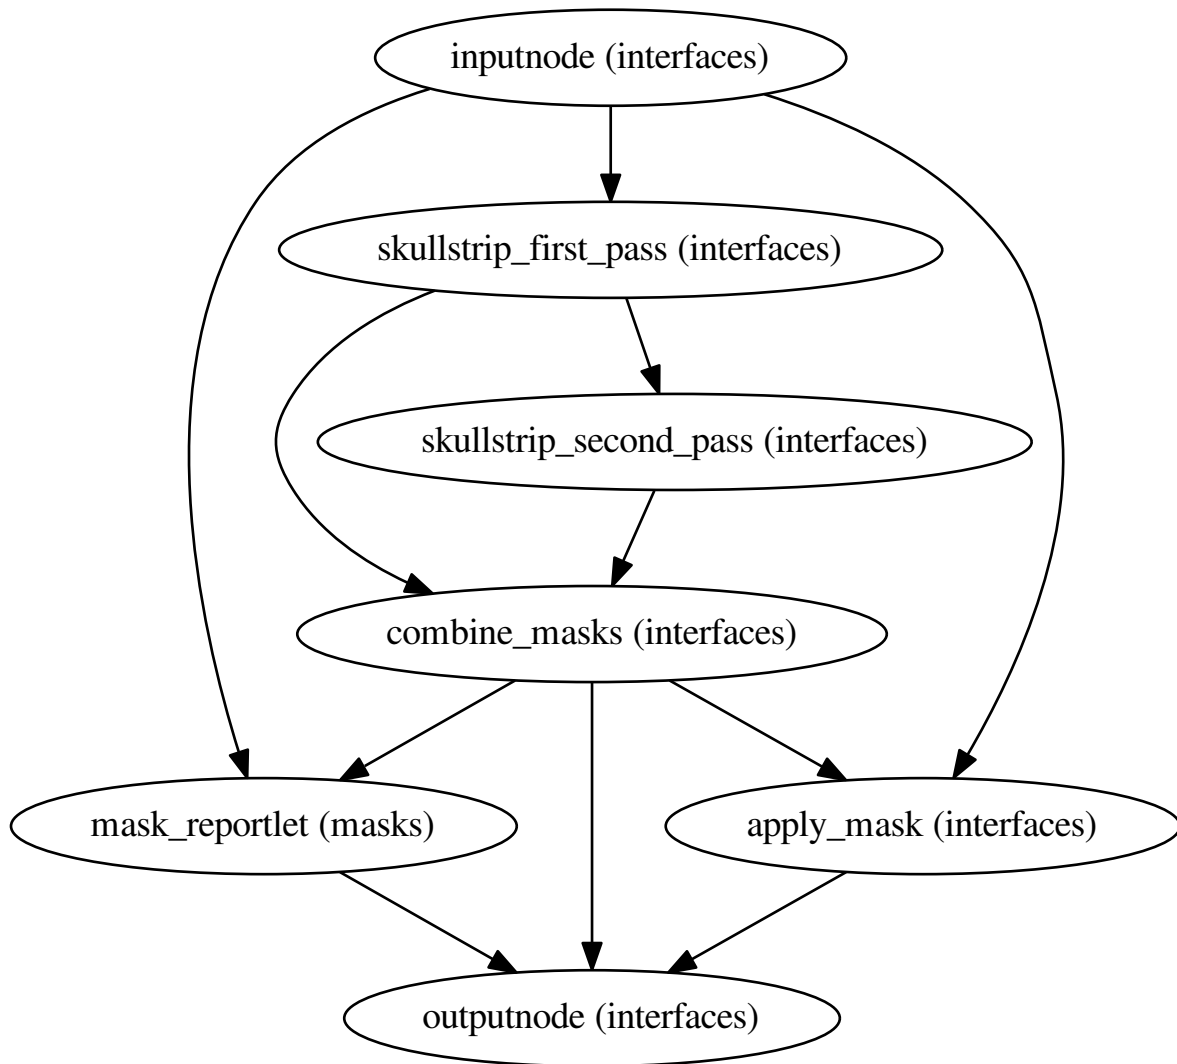 inputnode (interfaces)
skullstrip_first_pass (interfaces)
skullstrip_second_pass (interfaces)
combine_masks (interfaces)
mask_reportlet (masks)
apply_mask (interfaces)
outputnode (interfaces)